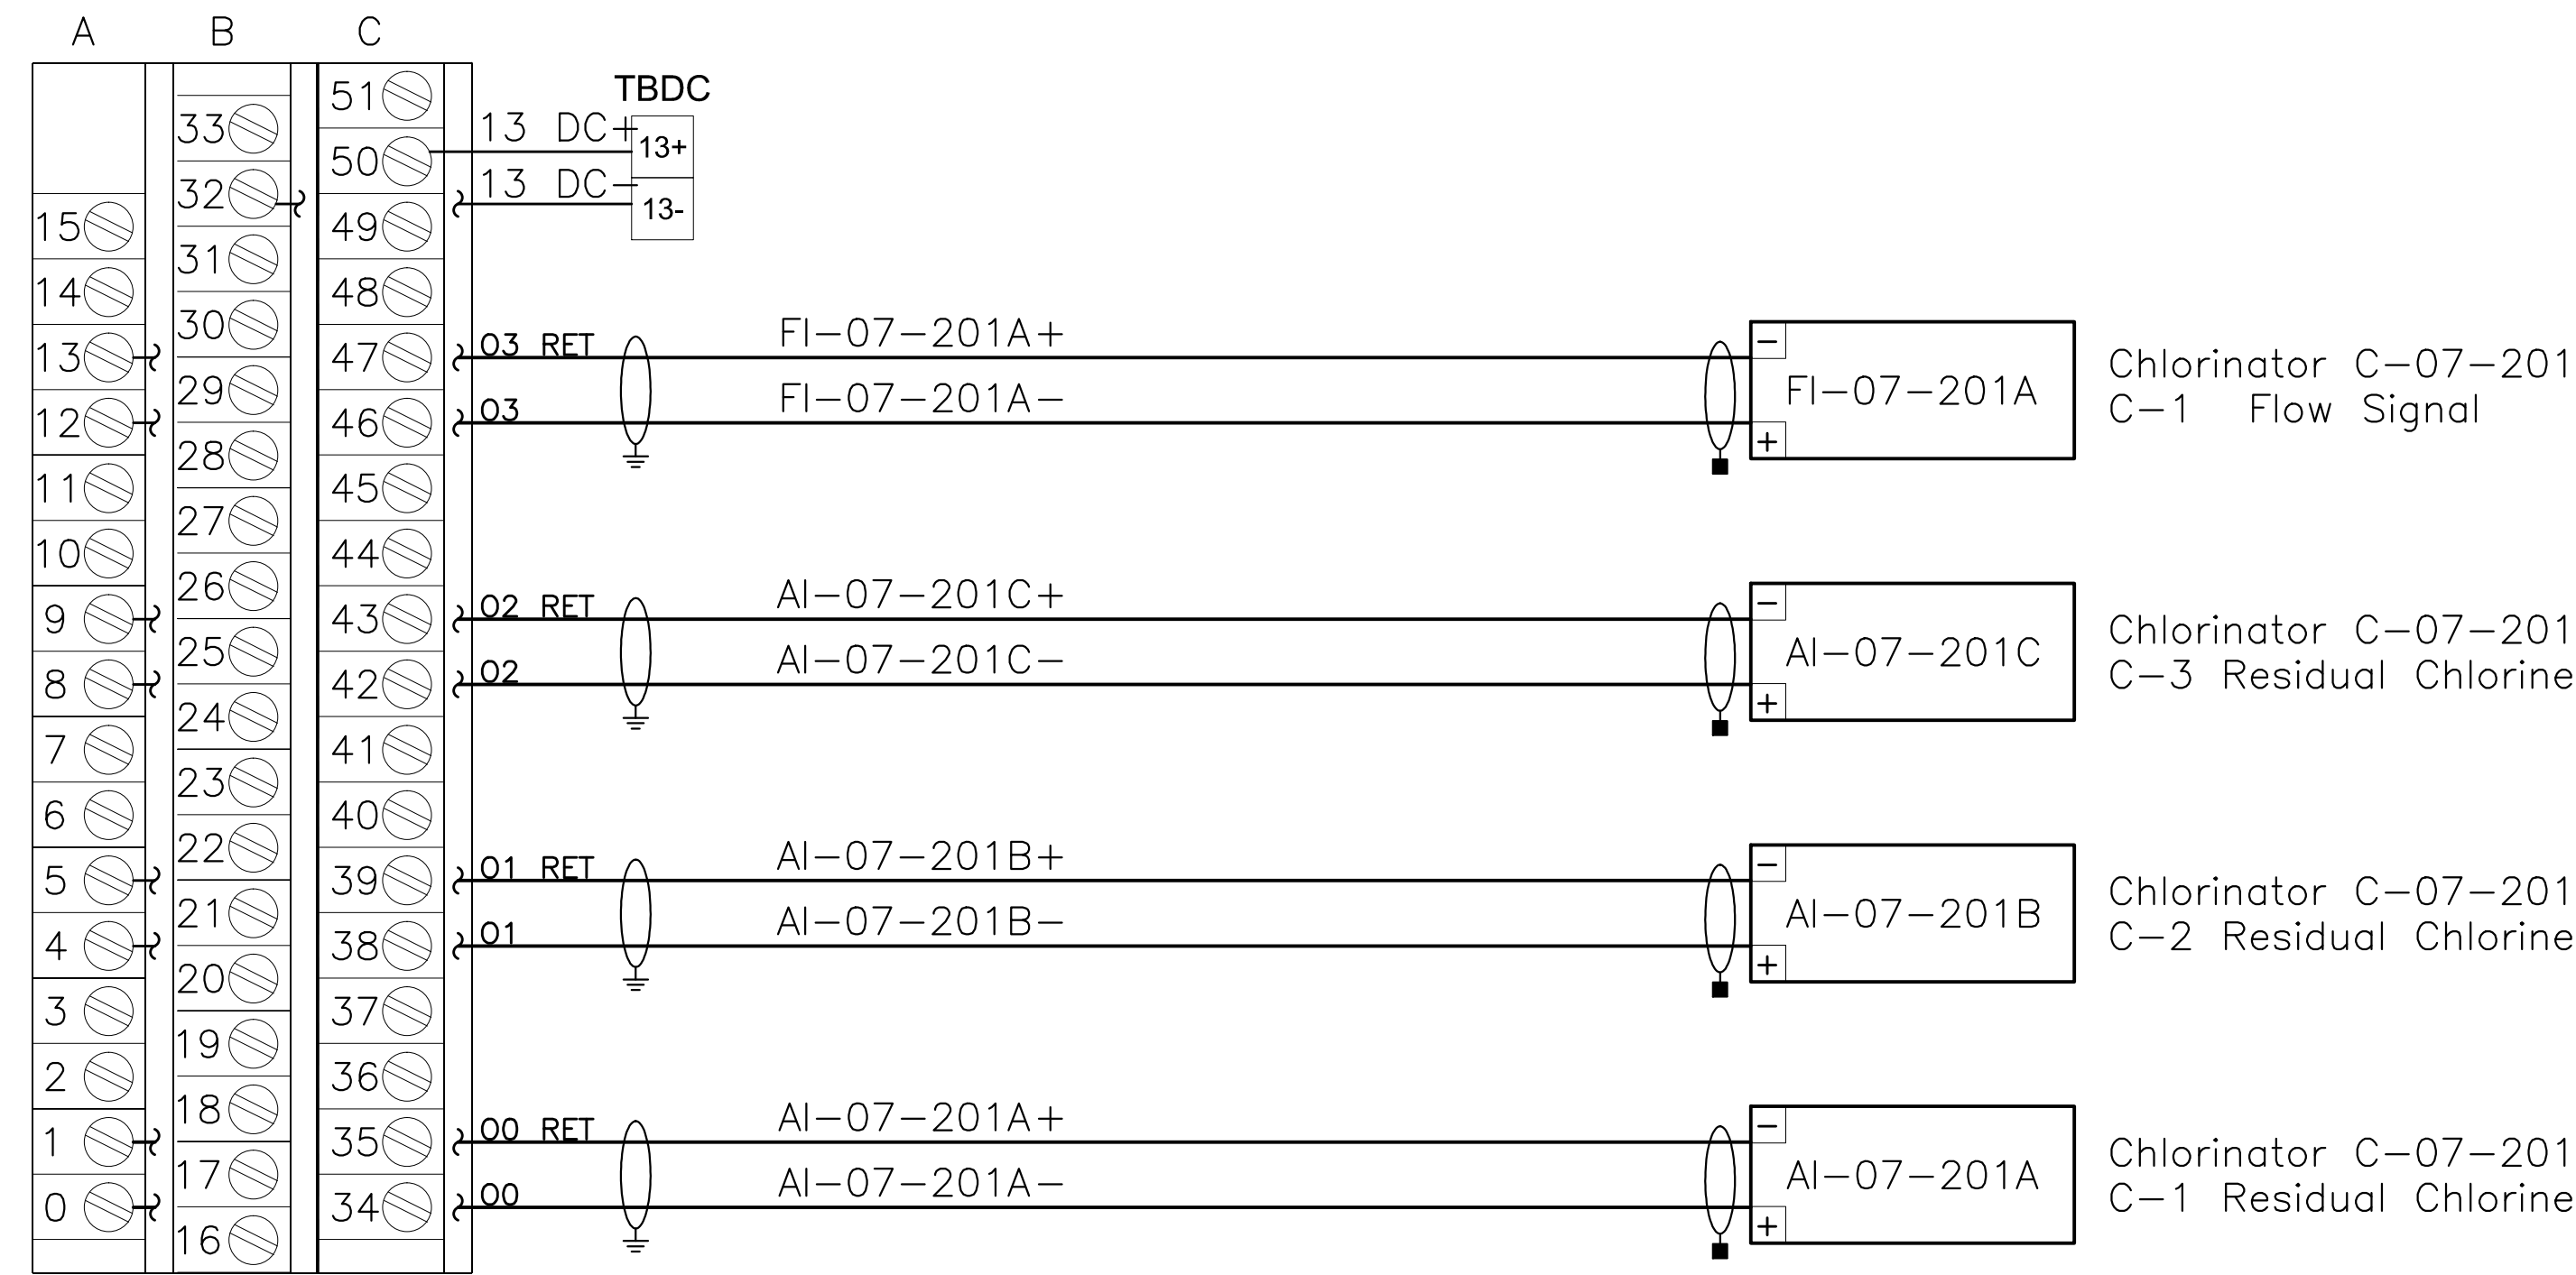 A B C
51
50
49
48
47
46
45
44
43
42
41
40
39
38
37
36
35
34
33
32
31
30
29
28
27
26
25
24
23
22
21
20
19
18
17
16
15
14
13
12
11
10
9
8
7
6
5
4
3
2
1
0
TBDC
13 DC+ 13+
13 DC- 13-
03 RET FI-07-201A+ -
03 FI-07-201A- +
FI-07-201A
Chlorinator C-07-201
C-1 Flow Signal
02 RET AI-07-201C+ -
02 AI-07-201C- +
AI-07-201C
Chlorinator C-07-201
C-3 Residual Chlorine
01 RET AI-07-201B+ -
01 AI-07-201B- +
AI-07-201B
Chlorinator C-07-201
C-2 Residual Chlorine
00 RET AI-07-201A+ -
00 AI-07-201A- +
AI-07-201A
Chlorinator C-07-201
C-1 Residual Chlorine